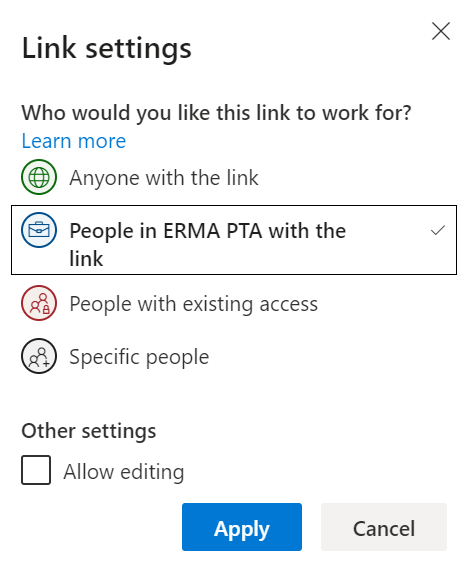 Link settings
Who would you like this link to work for?
Learn more
Anyone with the link
People in ERMA PTA with the
link
People with existing access
Specific people
Other settings
Allow editing
Apply
Cancel